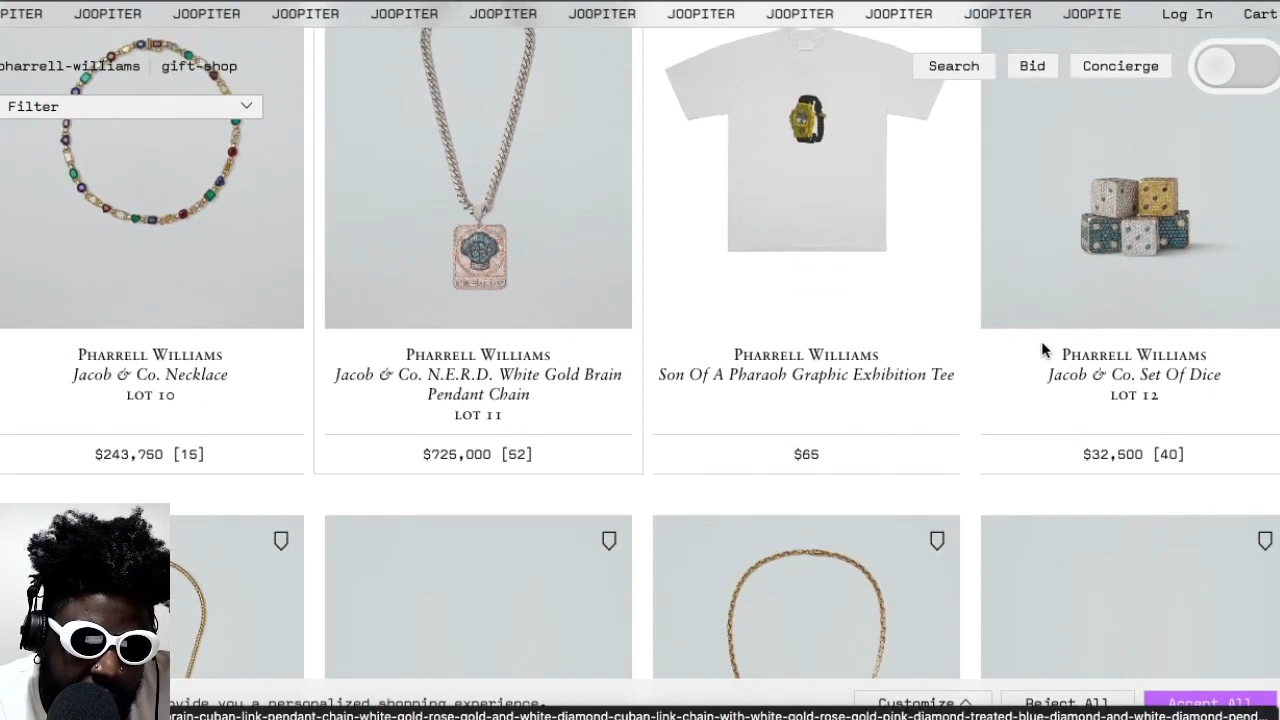 PITER JOOPITER JOOPITER JOOPITER JOOPITER JOOPITER JOOPITER JOOPITER JOOPITER JOOPITER JOOPITER JOOPITE Log In Cart
pharrell-williams gift-shop Search Bid Concierge
Filter
Pharrell Williams
Jacob & Co. Necklace
LOT 10
$243,750 [15]
Pharrell Williams
Jacob & Co. N.E.R.D. White Gold Brain
Pendant Chain
LOT 11
$725,000 [52]
Pharrell Williams
Son Of A Pharaoh Graphic Exhibition Tee
$65
Pharrell Williams
Jacob & Co. Set Of Dice
LOT 12
$32,500 [40]
vide you a personalized shopping experience. Customize Reject All Accept All
brain-cuban-link-pendant-chain-white-gold-rose-gold-and-white-diamond-cuban-link-chain-with-white-gold-rose-gold-pink-diamond-treated-blue-diamond-and-white-diamond-pend